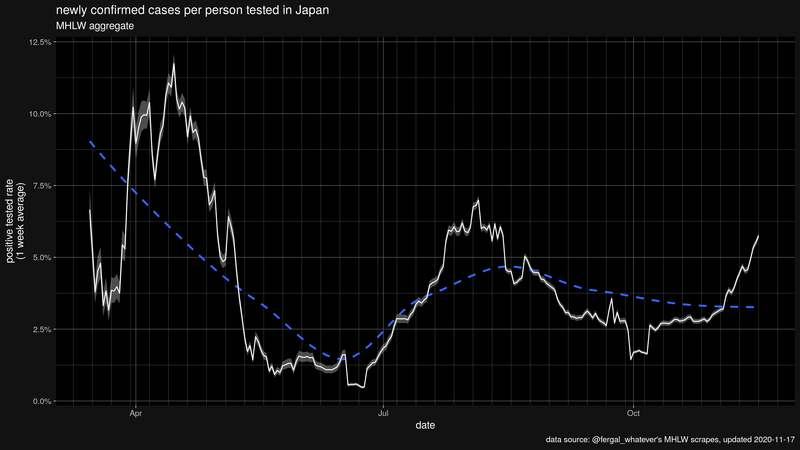 newly confirmed cases per person tested in Japan
MHLW aggregate
12.5%
10.0%
7.5%
5.0%
2.5%
0.0%
positive tested rate
(1 week average)
Apr
Jul
Oct
date
data source: @fergal_whatever's MHLW scrapes, updated 2020-11-17